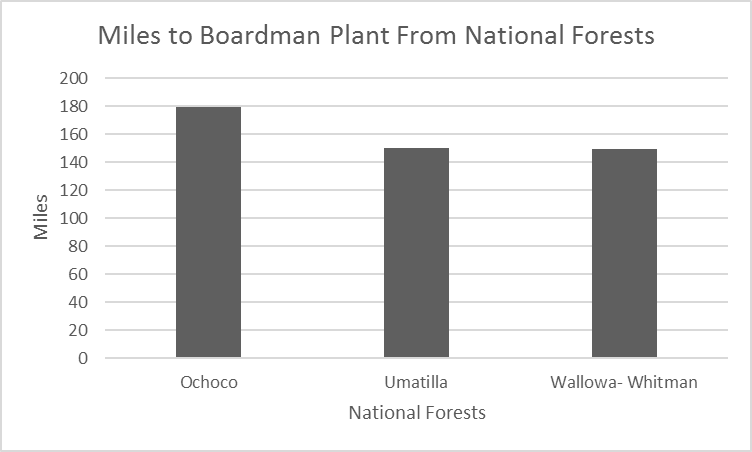 Miles to Boardman Plant From National Forests
200
180
160
140
120
100
80
60
40
20
0
Miles
Ochoco
Umatilla
Wallowa- Whitman
National Forests